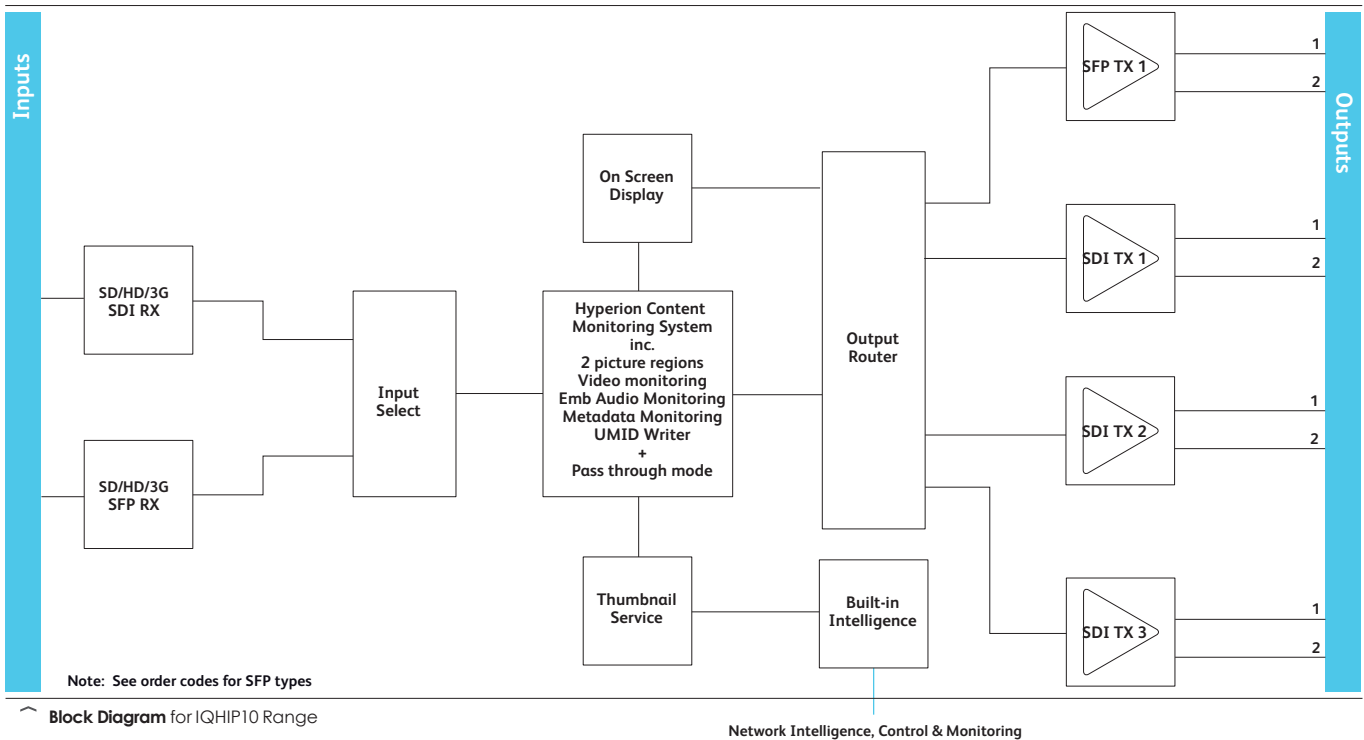 Inputs
SD/HD/3G
SDI RX
SD/HD/3G
SFP RX
Input
Select
On Screen
Display
Hyperion Content
Monitoring System
inc.
2 picture regions
Video monitoring
Emb Audio Monitoring
Metadata Monitoring
UMID Writer
+
Pass through mode
Thumbnail
Service
Built-in
Intelligence
Output
Router
SFP TX 1
1
2
SDI TX 1
1
2
SDI TX 2
1
2
SDI TX 3
1
2
Outputs
Note: See order codes for SFP types
Block Diagram for IQHIP10 Range
Network Intelligence, Control & Monitoring